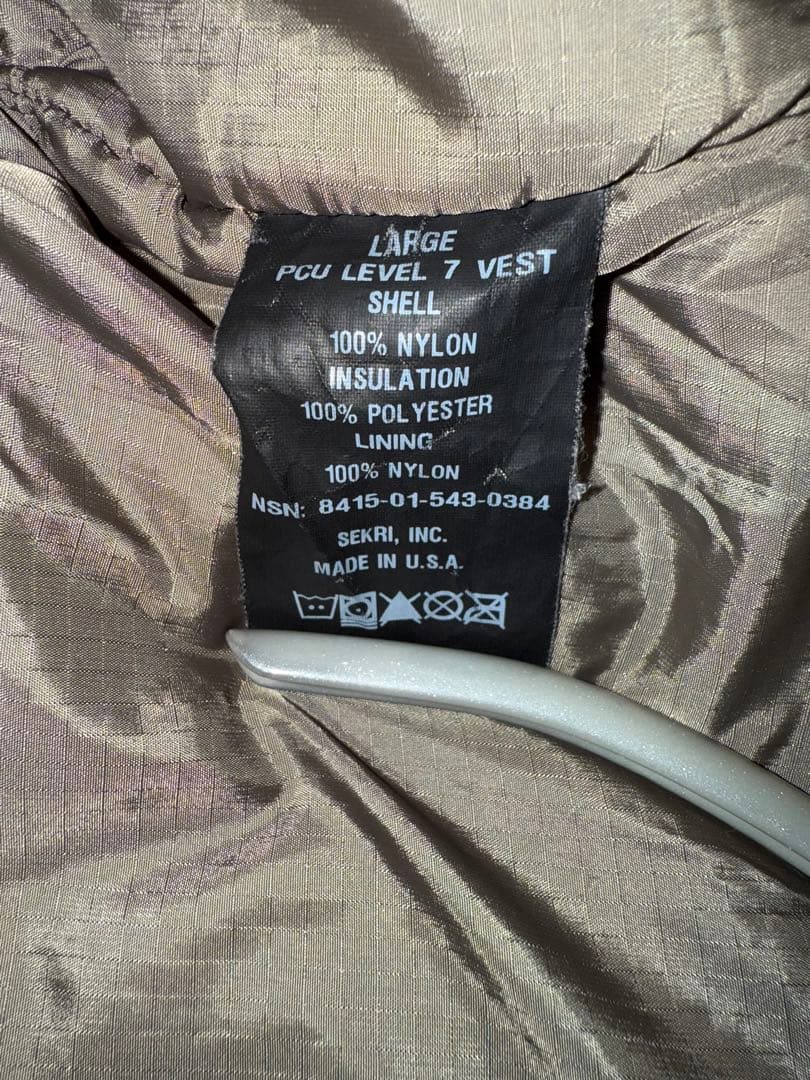 LARGE
PCU LEVEL 7 VEST
SHELL
100% NYLON
INSULATION
100% POLYESTER
LINING
100% NYLON
NSN: 8415-01-543-0384
SEKRI, INC.
MADE IN U.S.A.